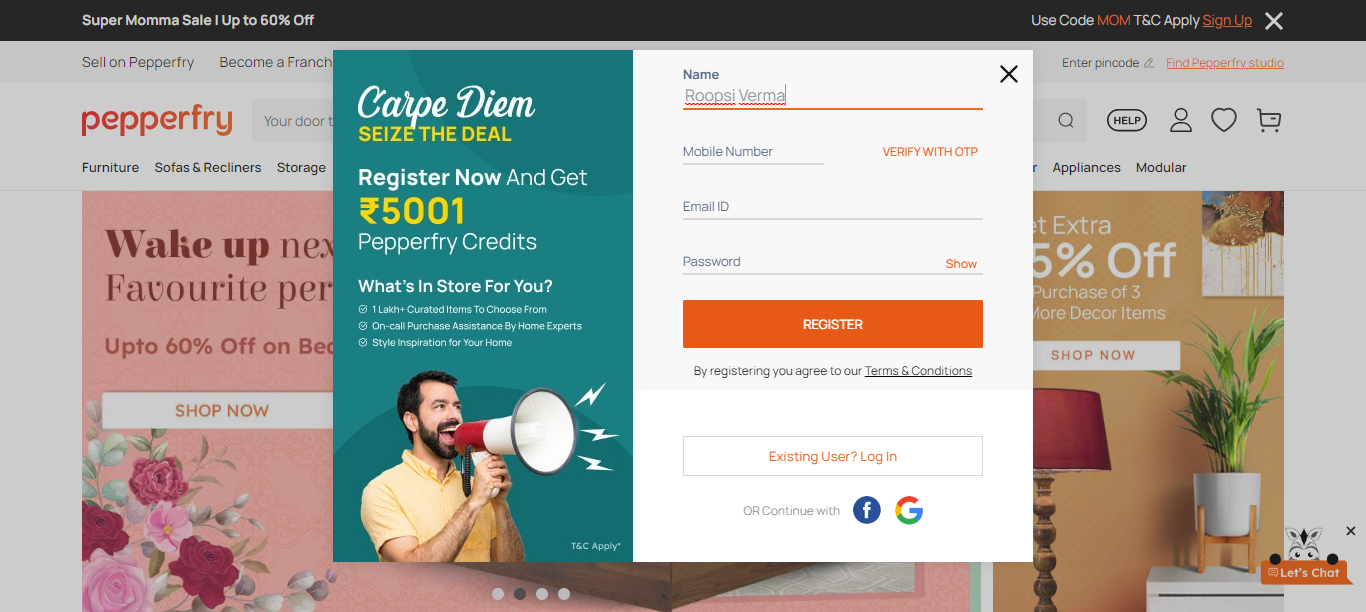 Super Momma Sale | Up to 60% Off
Use Code MOM T&C Apply Sign Up
Sell on Pepperfry
Become a Franch
Enter pincode
Find Pepperfry studio
pepperfry
Your door t
HELP
Furniture
Sofas & Recliners
Storage
Appliances
Modular
Wake up nex
Favourite per
Upto 60% Off on Bed
SHOP NOW
Carpe Diem
SEIZE THE DEAL
Register Now And Get
₹5001
Pepperfry Credits
What's In Store For You?
1 Lakh+ Curated Items To Choose From
On-call Purchase Assistance By Home Experts
Style Inspiration for Your Home
T&C Apply*
Name
Roopsi Verma
Mobile Number
VERIFY WITH OTP
Email ID
Password
Show
REGISTER
By registering you agree to our Terms & Conditions
Existing User? Log In
OR Continue with
et Extra
5% Off
Purchase of 3
More Decor Items
SHOP NOW
Let's Chat